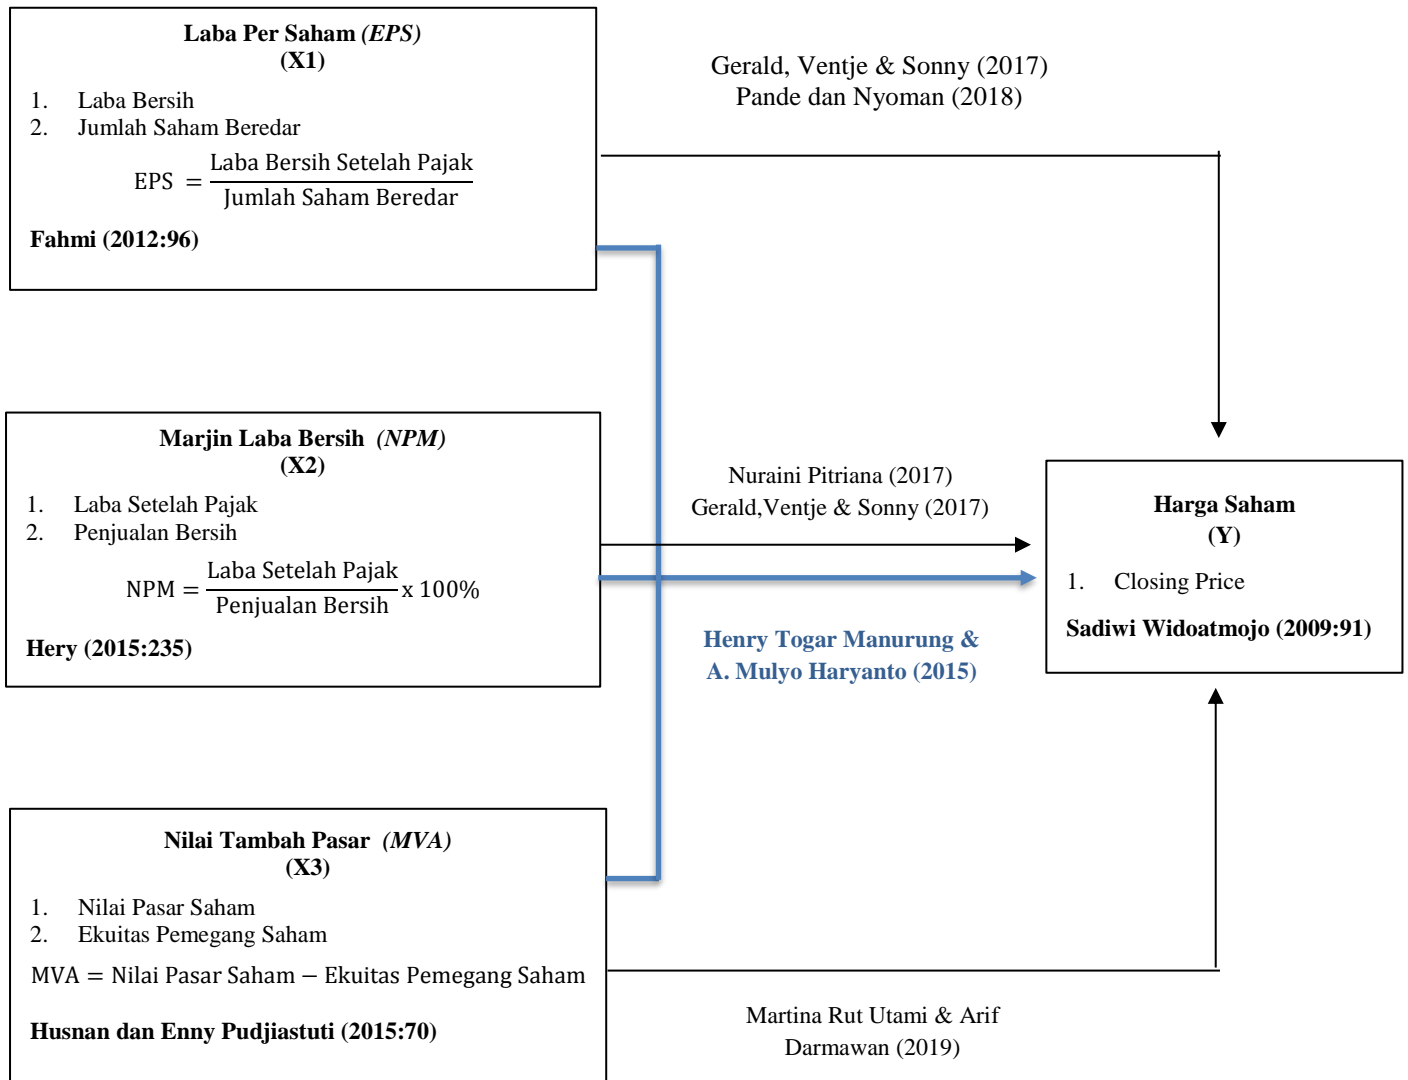 Laba Per Saham (EPS)
(X1)
1. Laba Bersih
2. Jumlah Saham Beredar
EPS = Laba Bersih Setelah Pajak
Jumlah Saham Beredar
Fahmi (2012:96)
Gerald, Ventje & Sonny (2017)
Pande dan Nyoman (2018)
Marjin Laba Bersih (NPM)
(X2)
1. Laba Setelah Pajak
2. Penjualan Bersih
NPM = Laba Setelah Pajak x 100%
Penjualan Bersih
Hery (2015:235)
Nuraini Pitriana (2017)
Gerald,Ventje & Sonny (2017)
Henry Togar Manurung &
A. Mulyo Haryanto (2015)
Harga Saham
(Y)
1. Closing Price
Sadiwi Widoatmojo (2009:91)
Nilai Tambah Pasar (MVA)
(X3)
1. Nilai Pasar Saham
2. Ekuitas Pemegang Saham
MVA = Nilai Pasar Saham − Ekuitas Pemegang Saham
Husnan dan Enny Pudjiastuti (2015:70)
Martina Rut Utami & Arif
Darmawan (2019)